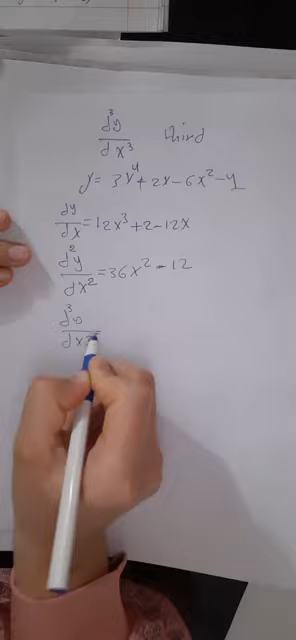 d³y/dx³ third
y = 3x⁴ + 2x - 6x² - 4
dy/dx = 12x³ + 2 - 12x
d²y/dx² = 36x² - 12
d³y/dx³